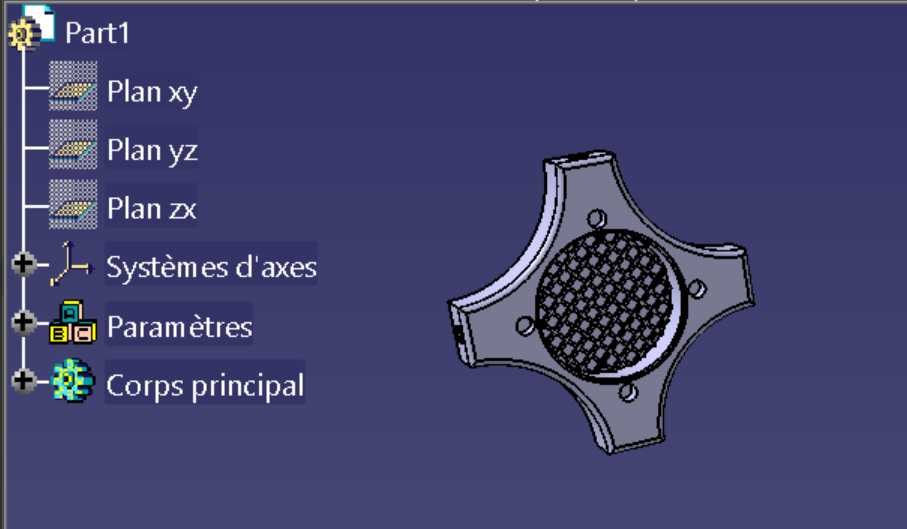 Part1
Plan xy
Plan yz
Plan zx
Systèmes d'axes
Paramètres
Corps principal